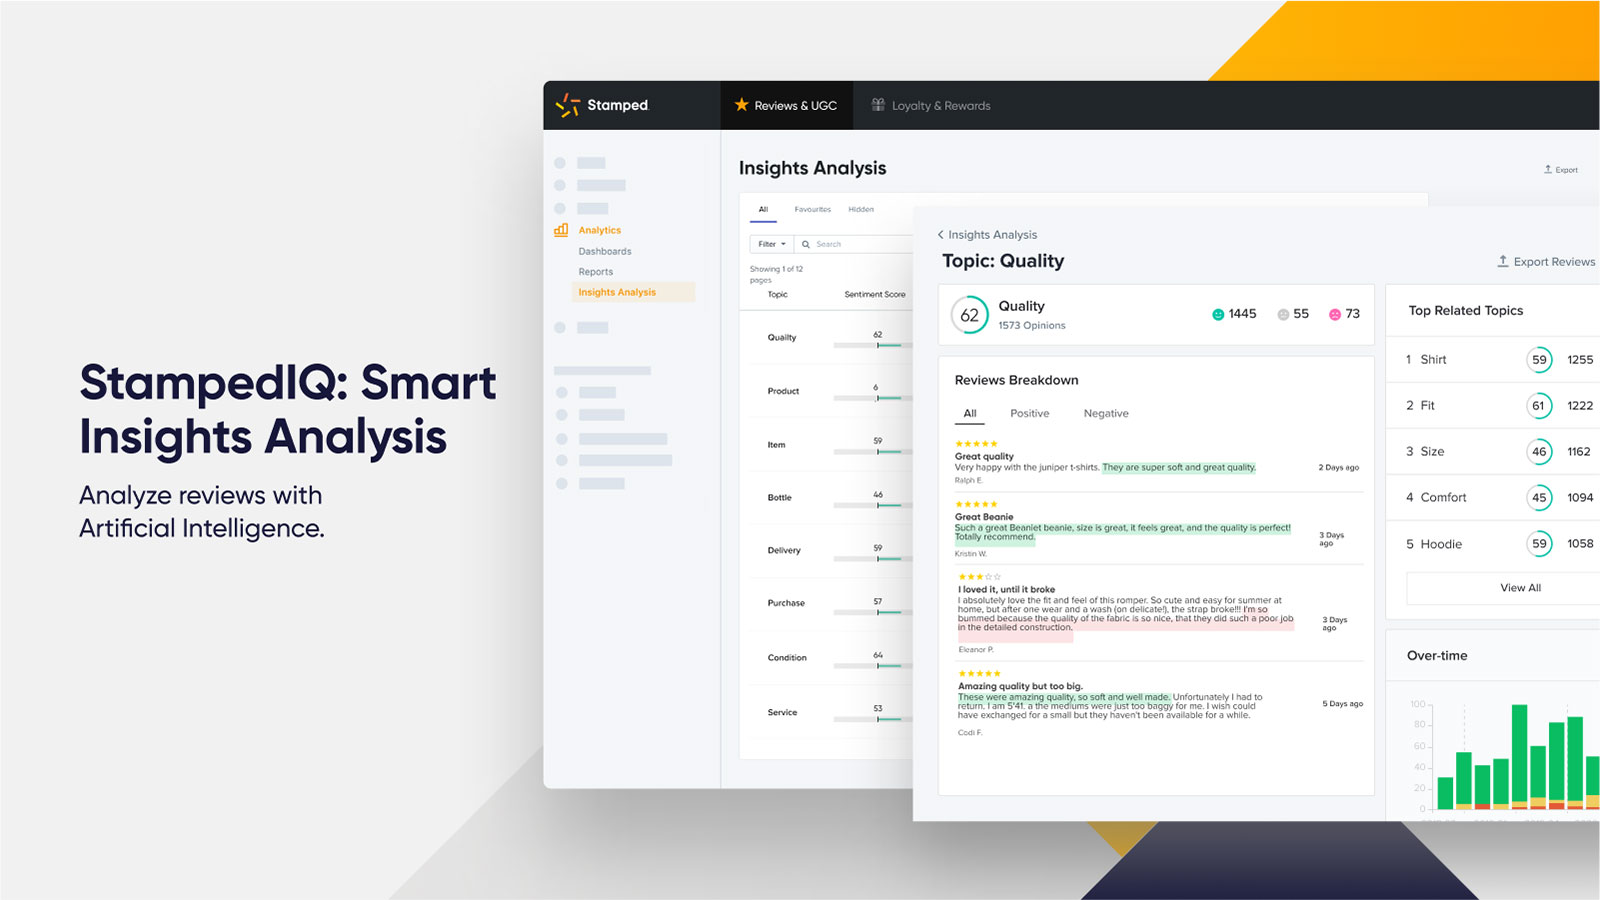 StampedIQ: Smart
Insights Analysis
Analyze reviews with
Artificial Intelligence.
Stamped
Reviews & UGC
Loyalty & Rewards
Analytics
Dashboards
Reports
Insights Analysis
Insights Analysis
Export
All Favourites Hidden
Filter Search
Showing 1 of 12
pages
Topic Sentiment Score
Quailty 62
Product 6
Item 59
Bottle 46
Delivery 59
Purchase 57
Condition 64
Service 53
Insights Analysis
Topic: Quality
Export Reviews
62
Quality
1573 Opinions
1445 55 73
Reviews Breakdown
All Positive Negative
Great quality
Very happy with the juniper t-shirts. They are super soft and great quality.
Ralph E.
2 Days ago
Great Beanie
Such a great Beaniet beanie, size is great, it feels great, and the quality is perfect!
Totally recommend.
Kristin W.
3 Days
ago
I loved it, until it broke
I absolutely love the fit and feel of this romper. So cute and easy for summer at
home, but after one wear and a wash (on delicate!), the strap broke!!! I'm so
bummed because the quality of the fabric is so nice, that they did such a poor job
in the detailed construction.
Eleanor P.
3 Days
ago
Amazing quality but too big.
These were amazing quality, so soft and well made. Unfortunately I had to
return. I am 5'41. a the mediums were just too baggy for me. I wish could
have exchanged for a small but they haven't been available for a while.
Codi F.
5 Days ago
Top Related Topics
1 Shirt 59 1255
2 Fit 61 1222
3 Size 46 1162
4 Comfort 45 1094
5 Hoodie 59 1058
View All
Over-time
100
80
60
40
20
0